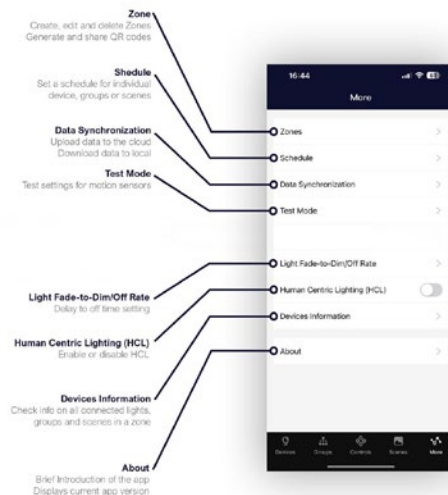 Zone
Create, edit and delete Zones
Generate and share QR codes
Shedule
Set a schedule for individual
device, groups or scenes
Data Synchronization
Upload data to the cloud
Download data to local
Test Mode
Test settings for motion sensors
Light Fade-to-Dim/Off Rate
Delay to off time setting
Human Centric Lighting (HCL)
Enable or disable HCL
Devices Information
Check info on all connected lights,
groups and scenes in a zone
About
Brief Introduction of the app
Displays current app version
16:44
More
Zones
Schedule
Data Synchronization
Test Mode
Light Fade-to-Dim/Off Rate
Human Centric Lighting (HCL)
Devices Information
About
Devices Groups Controls Scenes More